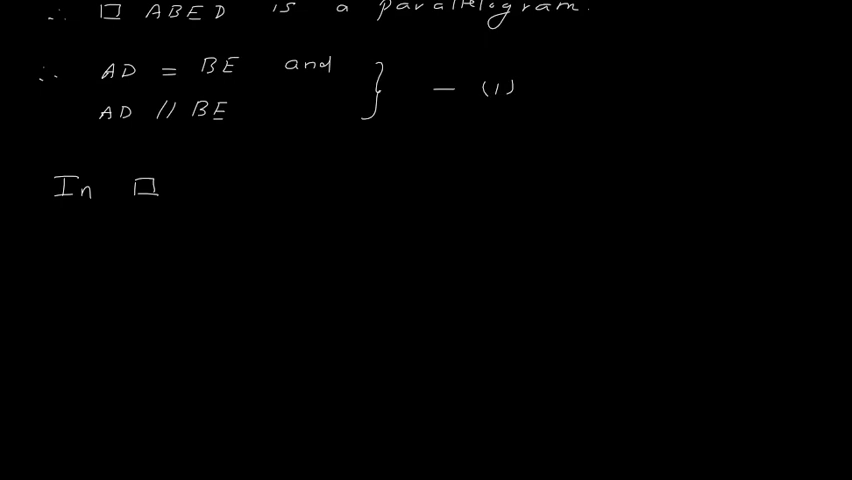 ∴ □ ABED is a parallelogram.
∴ AD = BE and
AD // BE } — (1)
In □